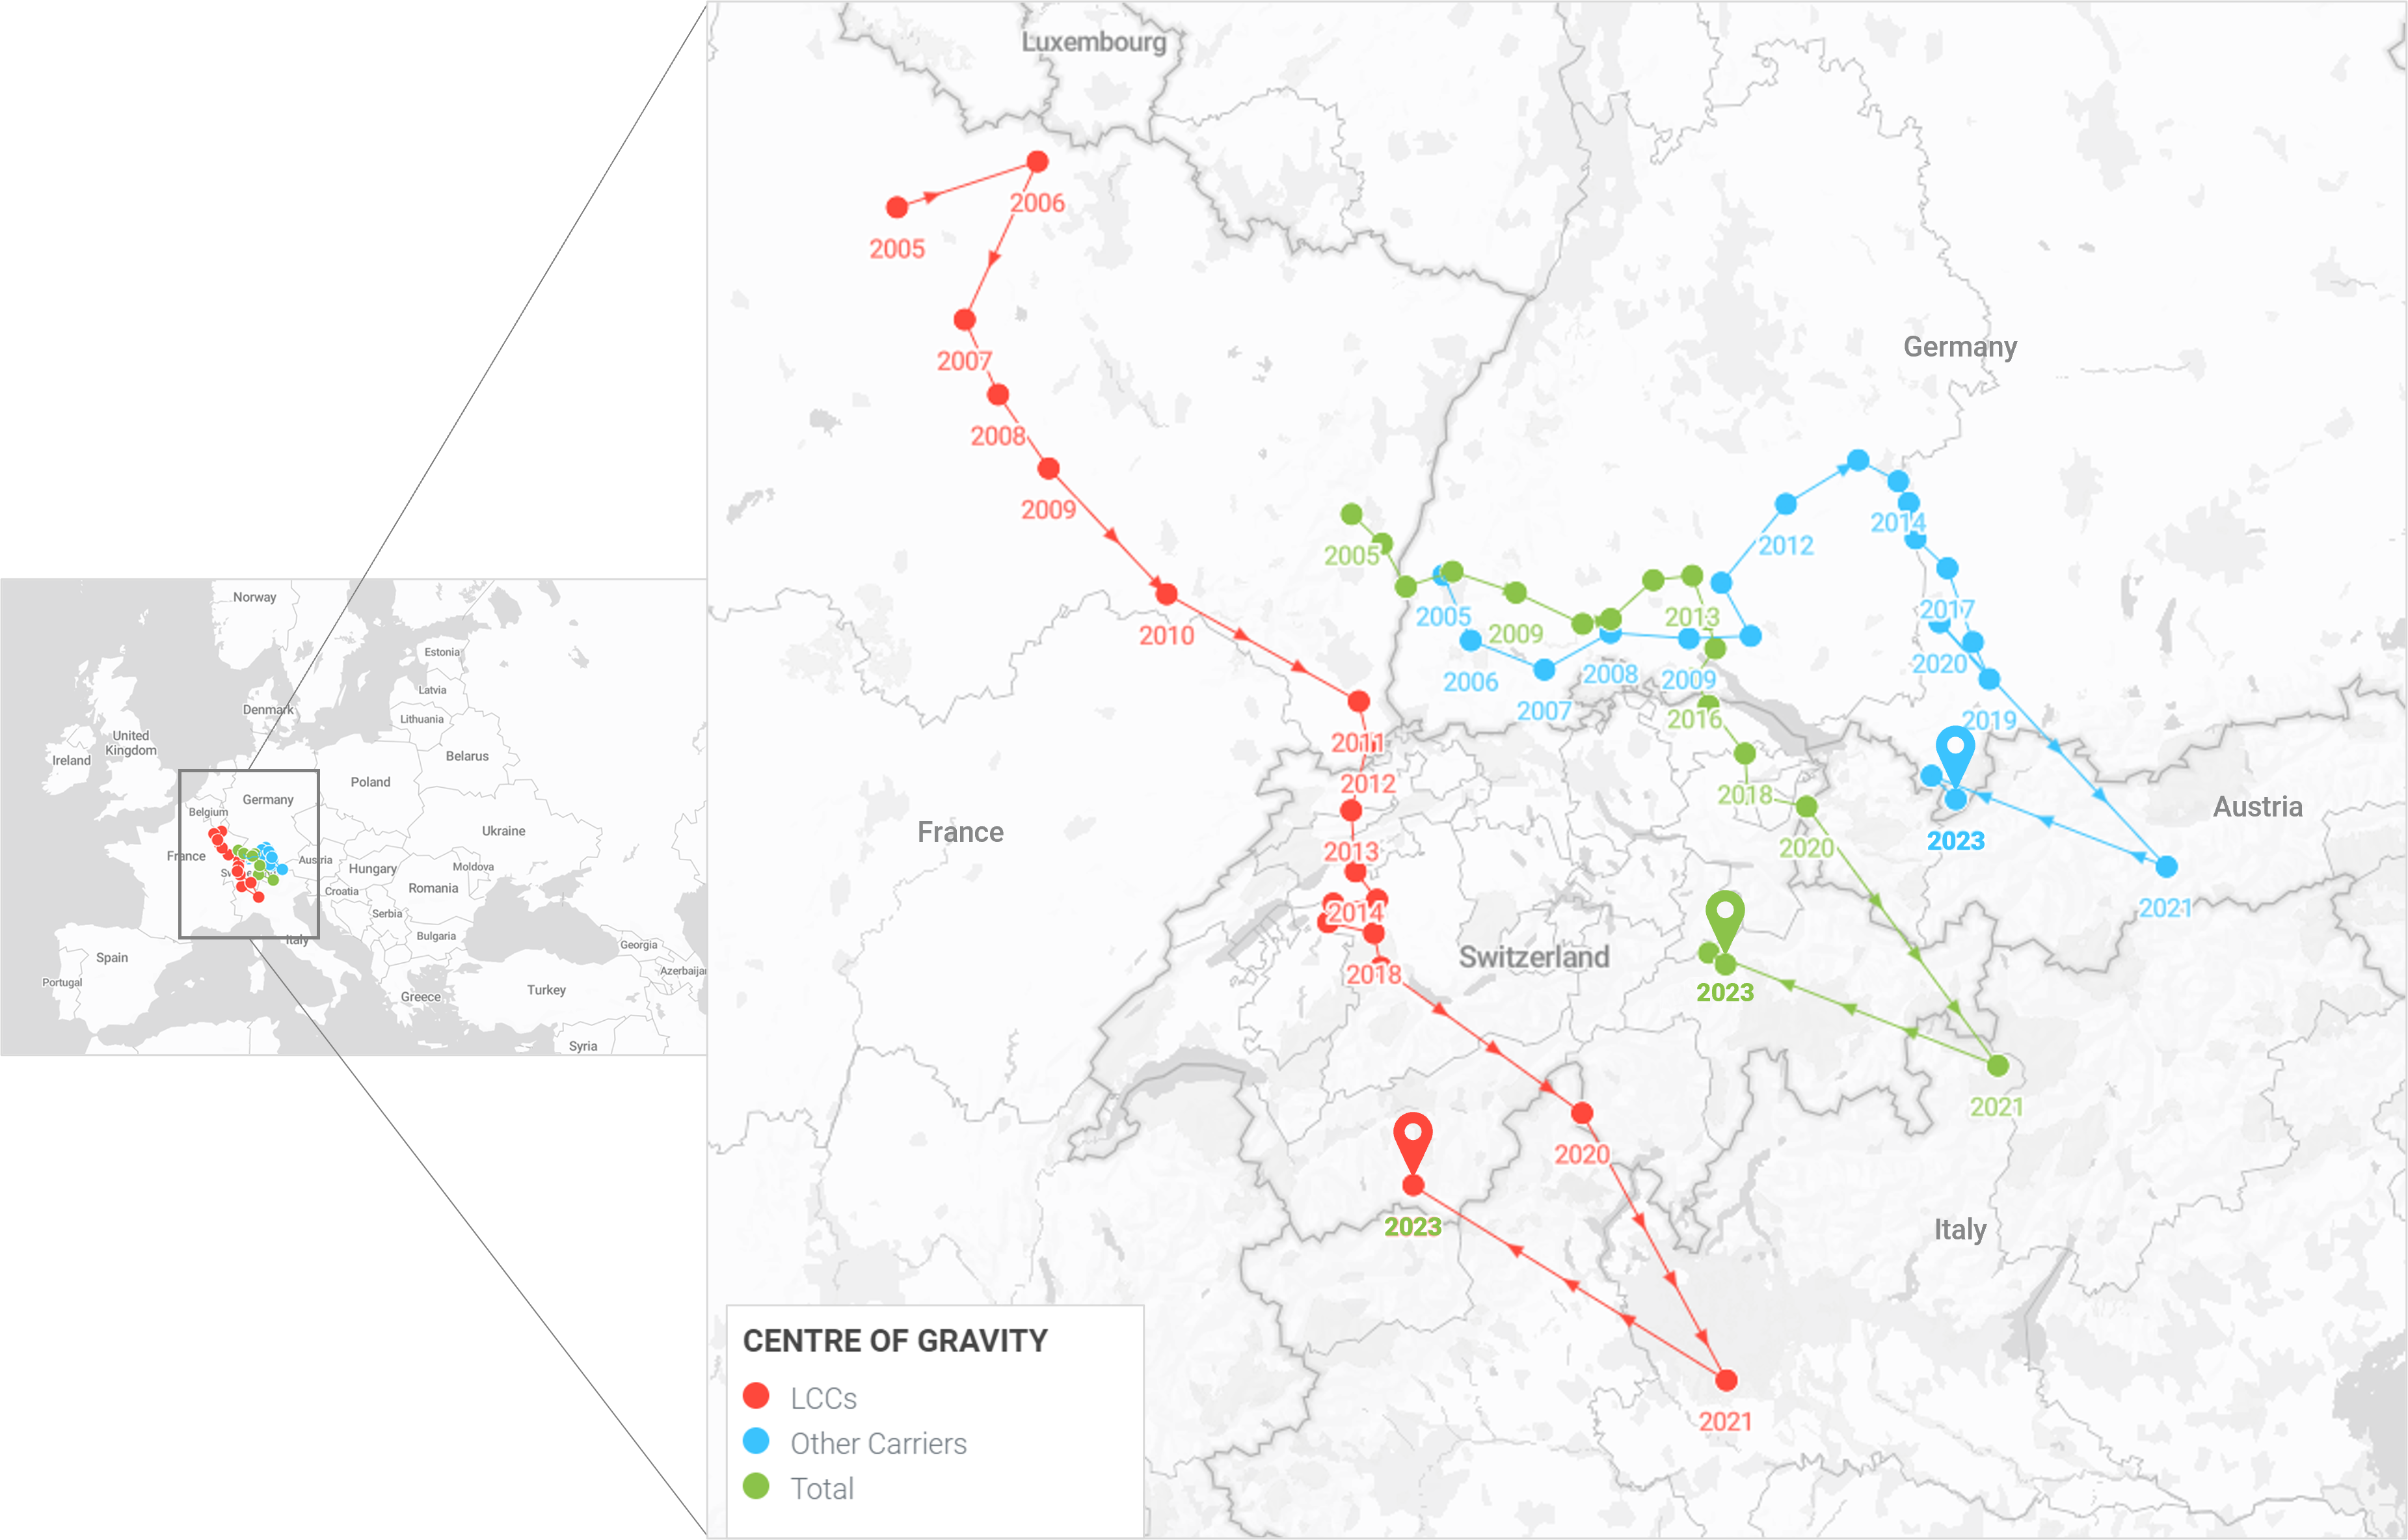 Luxembourg
2006
2005
Germany
2007
2008
2009
2014
2012
2005
2005
2017
2013
2009
2010
2020
2008
2009
2006
2007
2016
2019
2011
2012
2018
Austria
France
2023
2020
2013
2021
2014
Switzerland
2018
2023
2021
2020
2023
Italy
2021
CENTRE OF GRAVITY
LCCs
Other Carriers
Total
Norway
Estonia
Latvia
Denmark
Lithuania
United
Kingdom
Ireland
Belarus
Poland
Germany
Belgium
Ukraine
France
Austria
Hungary
Moldova
Romania
Croatia
Serbia
Bulgaria
Italy
Georgia
Spain
Azerbaijan
Portugal
Turkey
Greece
Syria